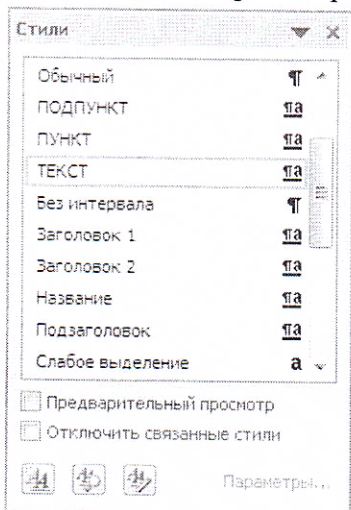 Стили
Обычный ¶
ПОДПУНКТ ¶a
ПУНКТ ¶a
ТЕКСТ ¶a
Без интервала ¶
Заголовок 1 ¶a
Заголовок 2 ¶a
Название ¶a
Подзаголовок ¶a
Слабое выделение a
Предварительный просмотр
Отключить связанные стили
Параметры...